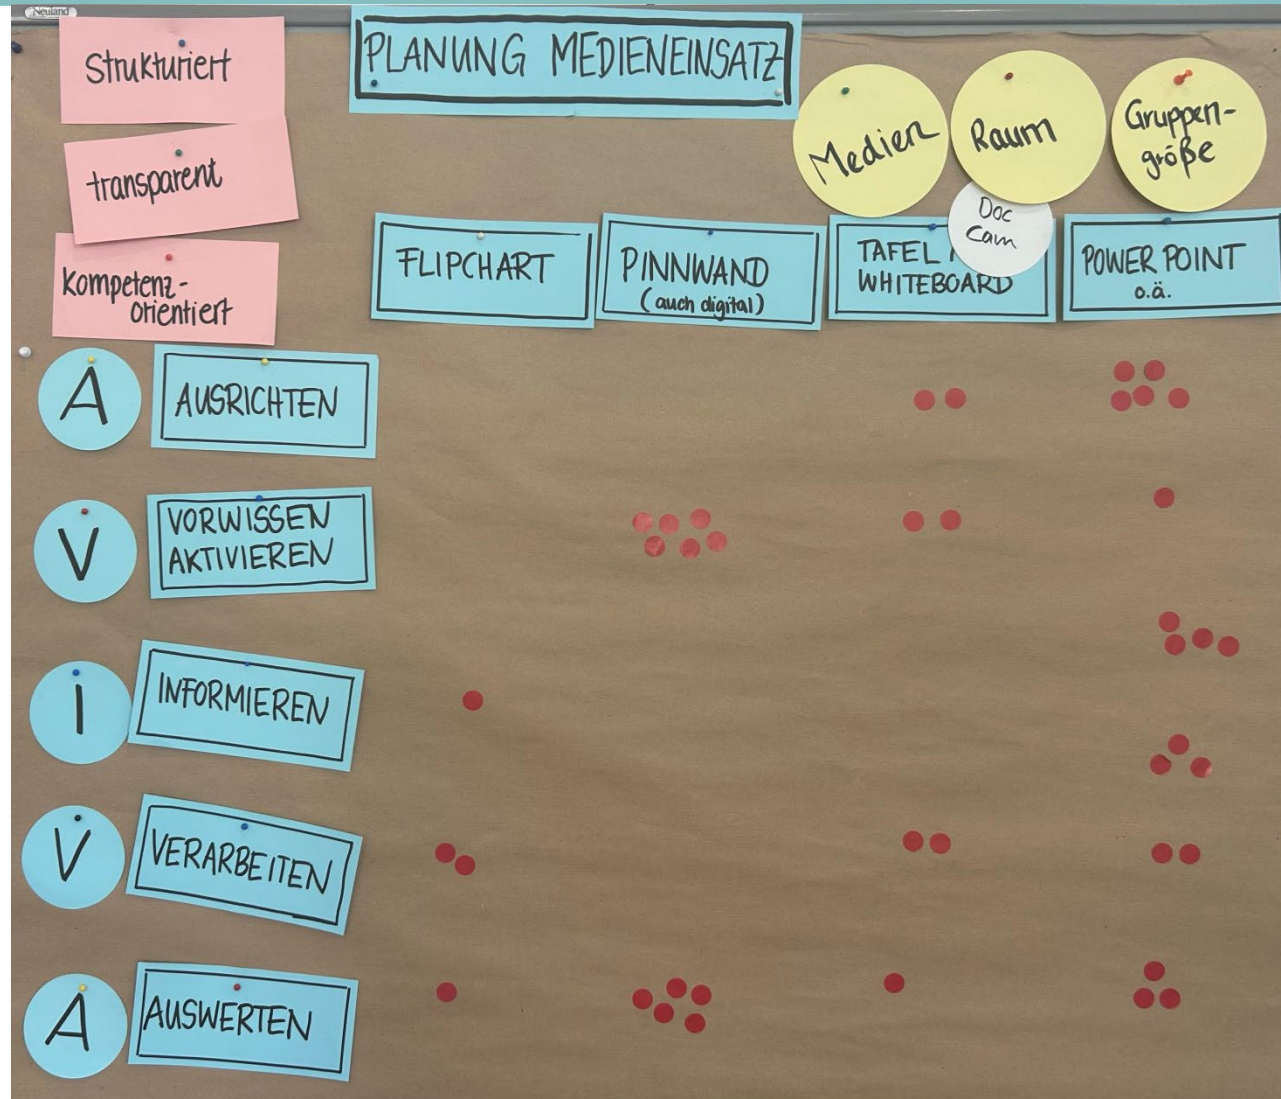 Neuland
Strukturiert
transparent
Kompetenz-
orientiert
PLANUNG MEDIENEINSATZ
Medien
Raum
Gruppen-
größe
Doc
Cam
FLIPCHART
PINNWAND
(auch digital)
TAFEL
WHITEBOARD
POWER POINT
o.ä.
A
AUSRICHTEN
V
VORWISSEN
AKTIVIEREN
I
INFORMIEREN
V
VERARBEITEN
A
AUSWERTEN